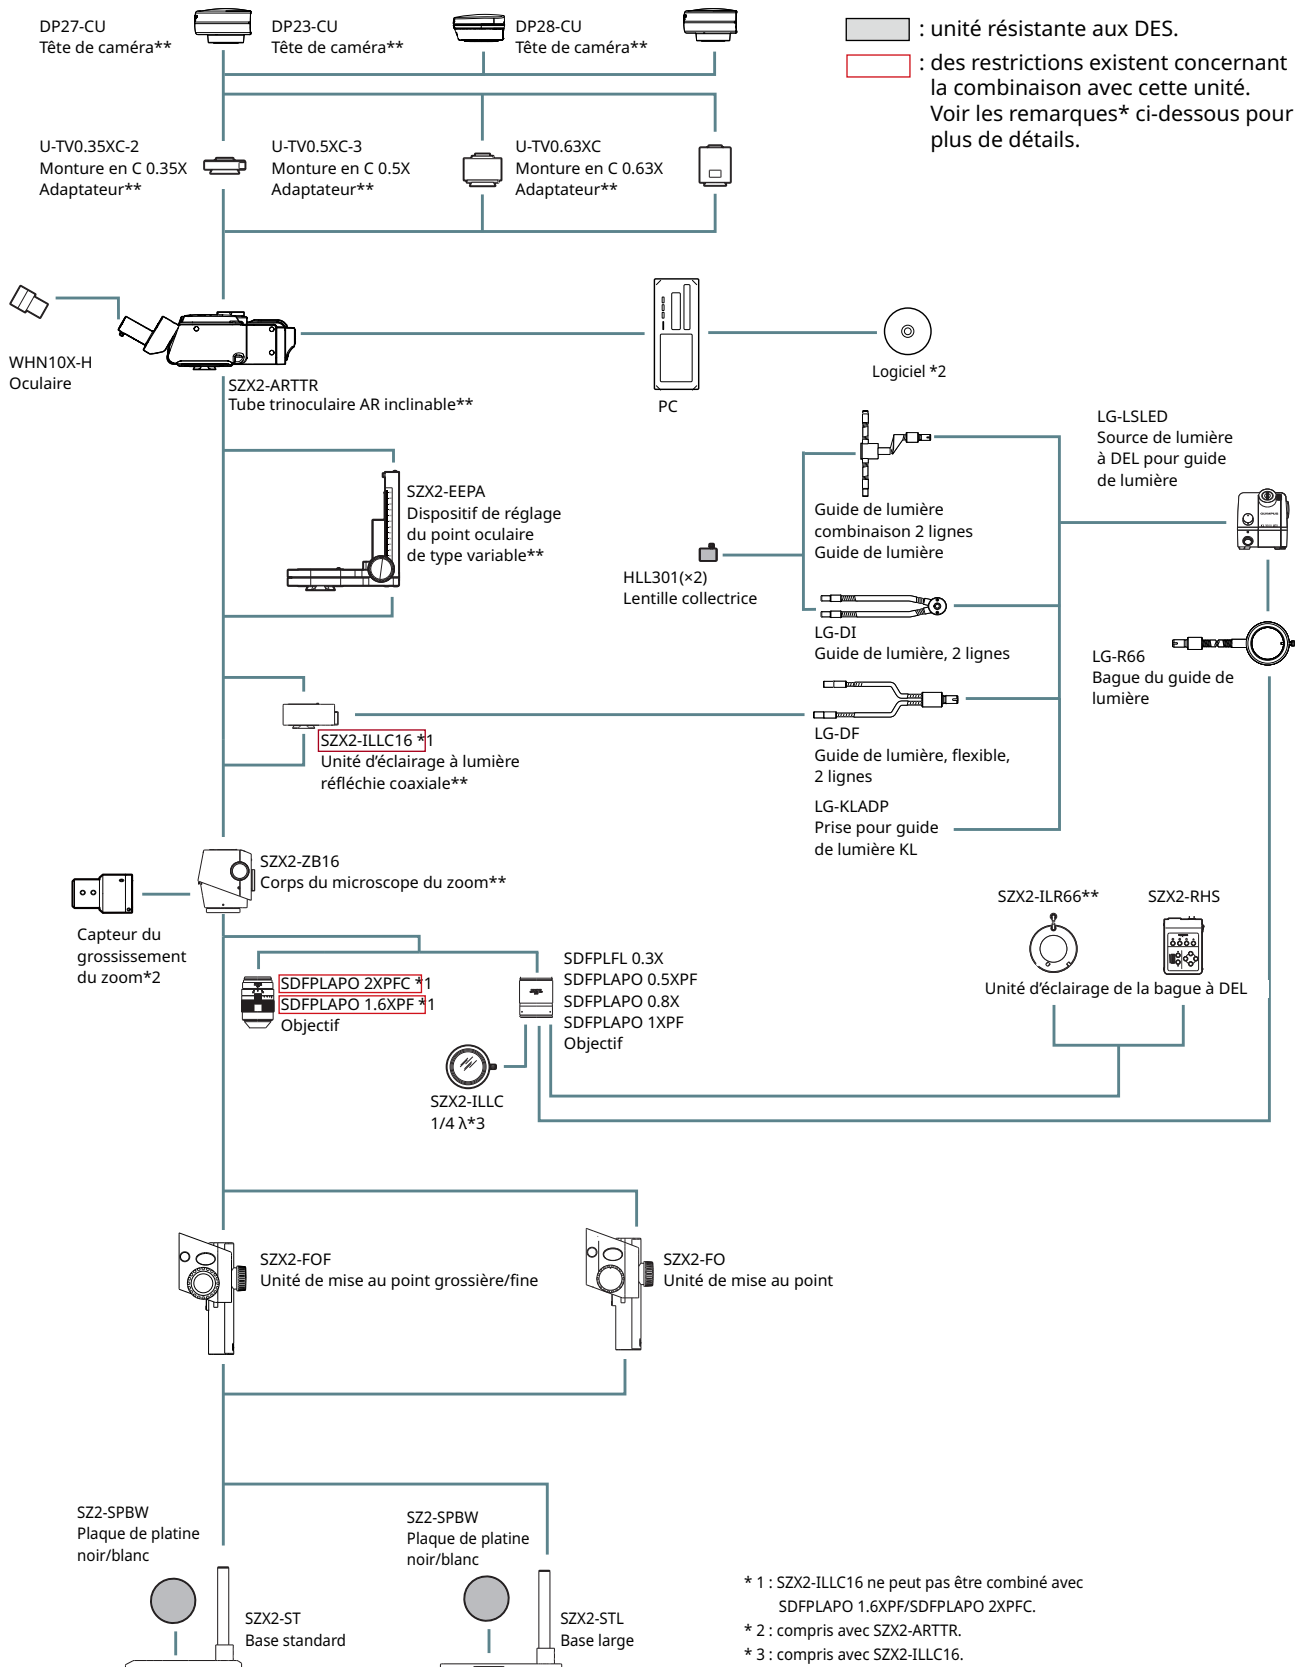 DP27-CU
Tête de caméra**
DP23-CU
Tête de caméra**
DP28-CU
Tête de caméra**
: unité résistante aux DES.
: des restrictions existent concernant
la combinaison avec cette unité.
Voir les remarques* ci-dessous pour
plus de détails.
U-TV0.35XC-2
Monture en C 0.35X
Adaptateur**
U-TV0.5XC-3
Monture en C 0.5X
Adaptateur**
U-TV0.63XC
Monture en C 0.63X
Adaptateur**
WHN10X-H
Oculaire
SZX2-ARTTR
Tube trinoculaire AR inclinable**
PC
Logiciel *2
SZX2-EEPA
Dispositif de réglage
du point oculaire
de type variable**
HLL301(×2)
Lentille collectrice
Guide de lumière
combinaison 2 lignes
Guide de lumière
LG-LSLED
Source de lumière
à DEL pour guide
de lumière
OLYMPUS
LG-DI
Guide de lumière, 2 lignes
LG-R66
Bague du guide de
lumière
SZX2-ILLC16 *1
Unité d’éclairage à lumière
réfléchie coaxiale**
LG-DF
Guide de lumière, flexible,
2 lignes
LG-KLADP
Prise pour guide
de lumière KL
SZX2-ZB16
Corps du microscope du zoom**
Capteur du
grossissement
du zoom*2
SDFPLAPO 2XPFC *1
SDFPLAPO 1.6XPF *1
Objectif
SDFPLFL 0.3X
SDFPLAPO 0.5XPF
SDFPLAPO 0.8X
SDFPLAPO 1XPF
Objectif
SZX2-ILR66**
SZX2-RHS
Unité d’éclairage de la bague à DEL
SZX2-ILLC
1/4 λ*3
SZX2-FOF
Unité de mise au point grossière/fine
SZX2-FO
Unité de mise au point
SZ2-SPBW
Plaque de platine
noir/blanc
SZ2-SPBW
Plaque de platine
noir/blanc
SZX2-ST
Base standard
SZX2-STL
Base large
* 1 : SZX2-ILLC16 ne peut pas être combiné avec
SDFPLAPO 1.6XPF/SDFPLAPO 2XPFC.
* 2 : compris avec SZX2-ARTTR.
* 3 : compris avec SZX2-ILLC16.